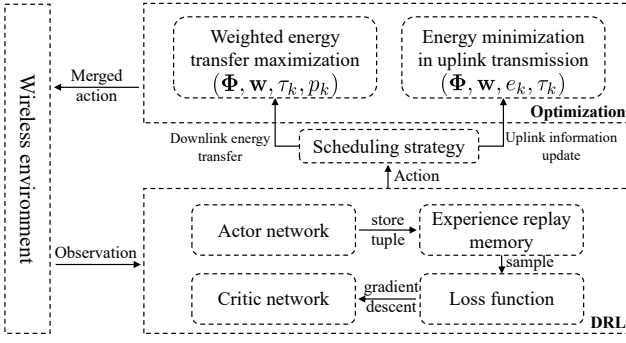 Wireless environment
Weighted energy
transfer maximization
(Φ, w, τ_k, p_k)
Energy minimization
in uplink transmission
(Φ, w, e_k, τ_k)
Optimization
Merged
action
Downlink energy
transfer
Scheduling strategy
Uplink information
update
Action
Observation
Actor network
store
tuple
Experience replay
memory
sample
Critic network
gradient
descent
Loss function
DRL